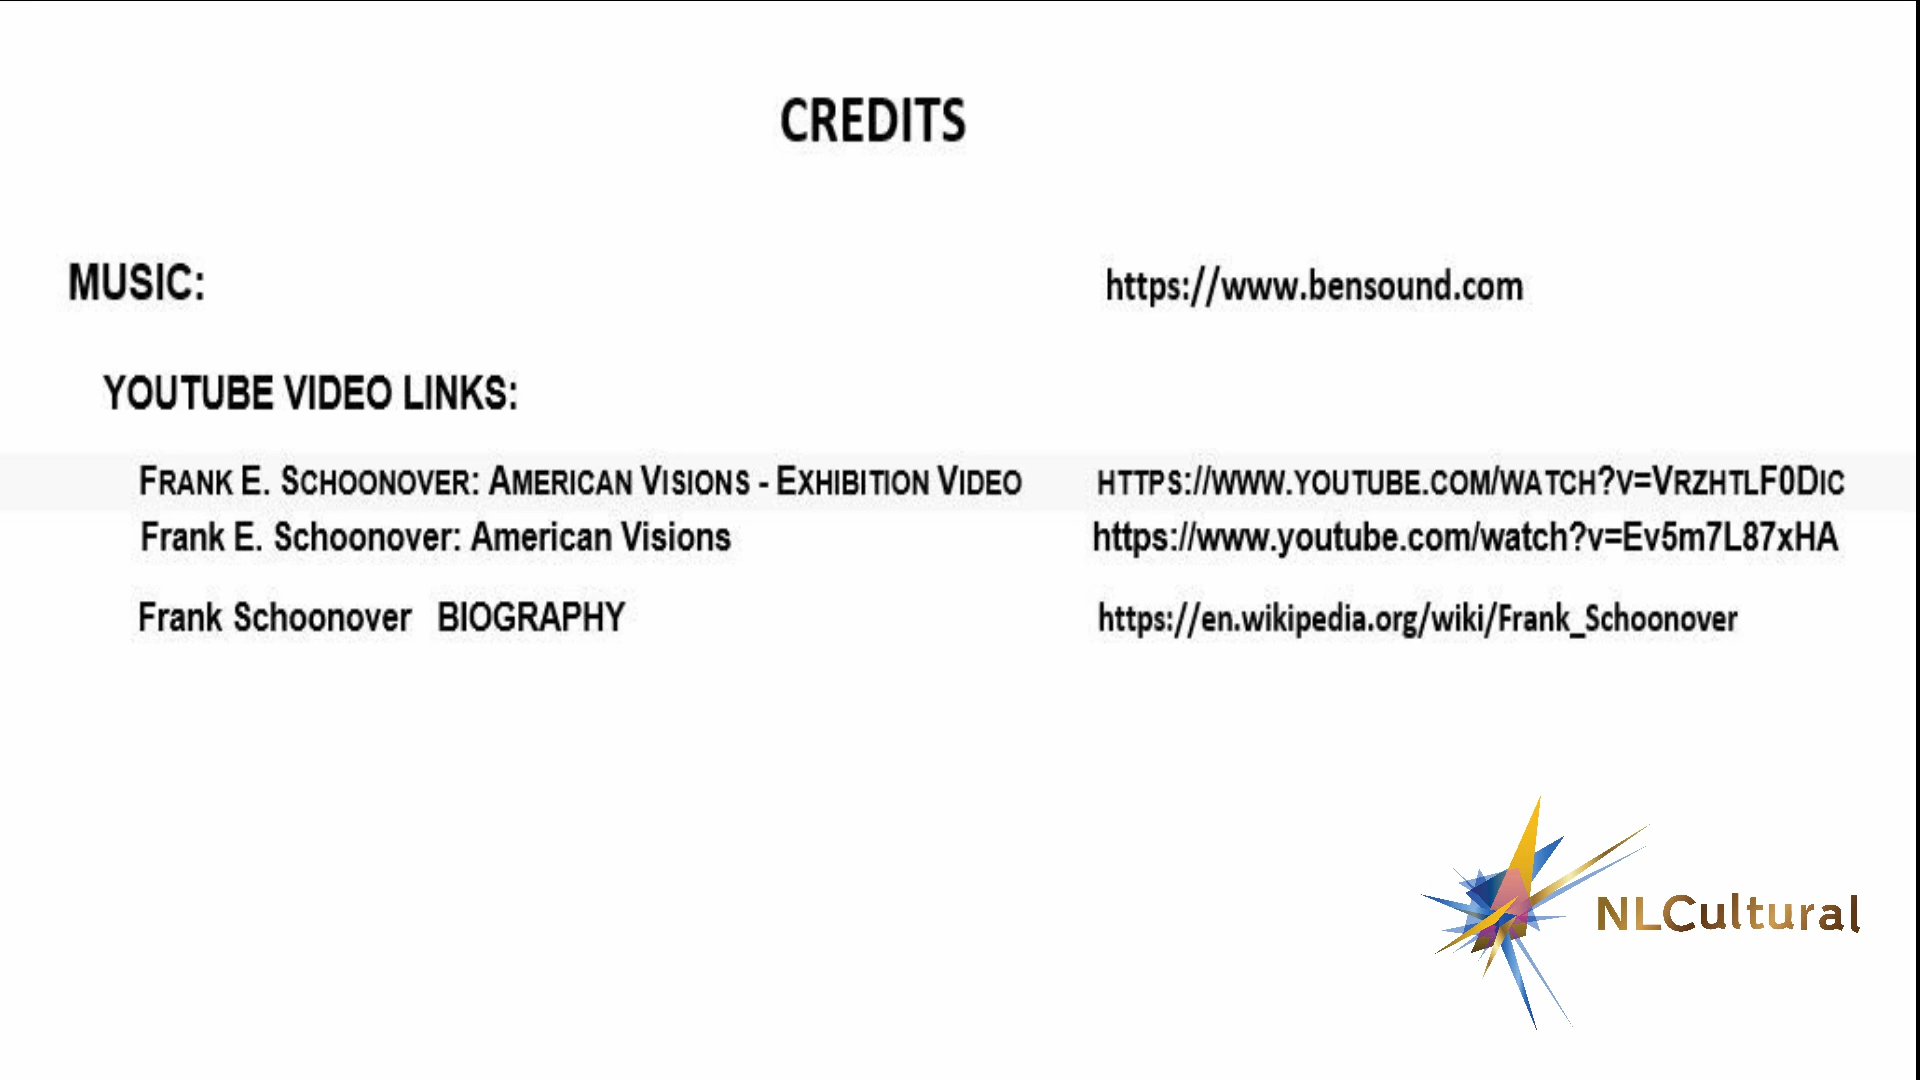 CREDITS
MUSIC: https://www.bensound.com
YOUTUBE VIDEO LINKS:
FRANK E. SCHOONOVER: AMERICAN VISIONS - EXHIBITION VIDEO HTTPS://WWW.YOUTUBE.COM/WATCH?V=VRZHTLF0DIC
Frank E. Schoonover: American Visions https://www.youtube.com/watch?v=Ev5m7L87xHA
Frank Schoonover BIOGRAPHY https://en.wikipedia.org/wiki/Frank_Schoonover
NLCultural